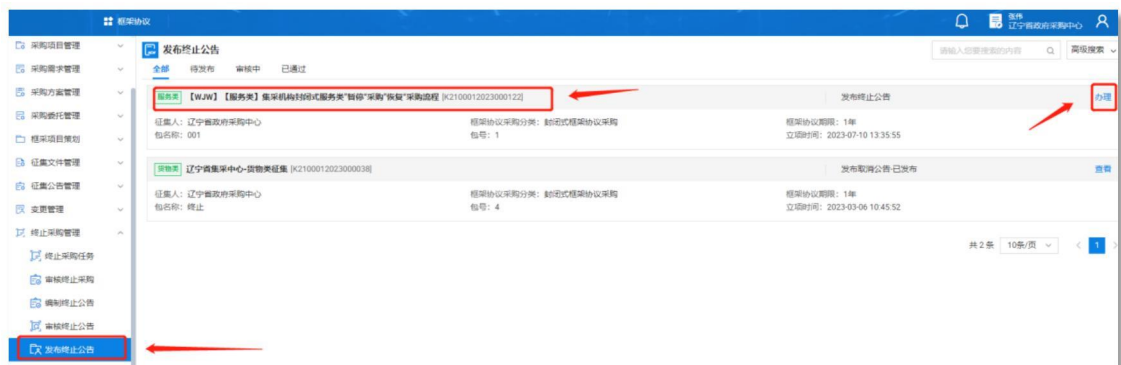 框架协议
张伟
辽宁省政府采购中心
采购项目管理
采购需求管理
采购方案管理
采购委托管理
框采项目策划
征集文件管理
征集公告管理
变更管理
终止采购管理
终止采购任务
审核终止采购
编制终止公告
审核终止公告
发布终止公告
发布终止公告
请输入您要搜索的内容
高级搜索
全部 待发布 审核中 已通过
服务类 【WJW】【服务类】集采机构封闭式服务类"暂停"采购"恢复"采购流程 [K2100012023000122] 发布终止公告 办理
征集人：辽宁省政府采购中心 框架协议采购分类：封闭式框架协议采购 框架协议期限：1年
包名称：001 包号：1 立项时间：2023-07-10 13:35:55
货物类 辽宁省集采中心-货物类征集 [K2100012023000038] 发布取消公告-已发布 查看
征集人：辽宁省政府采购中心 框架协议采购分类：封闭式框架协议采购 框架协议期限：1年
包名称：终止 包号：4 立项时间：2023-03-06 10:45:52
共 2 条 10条/页 < 1 >